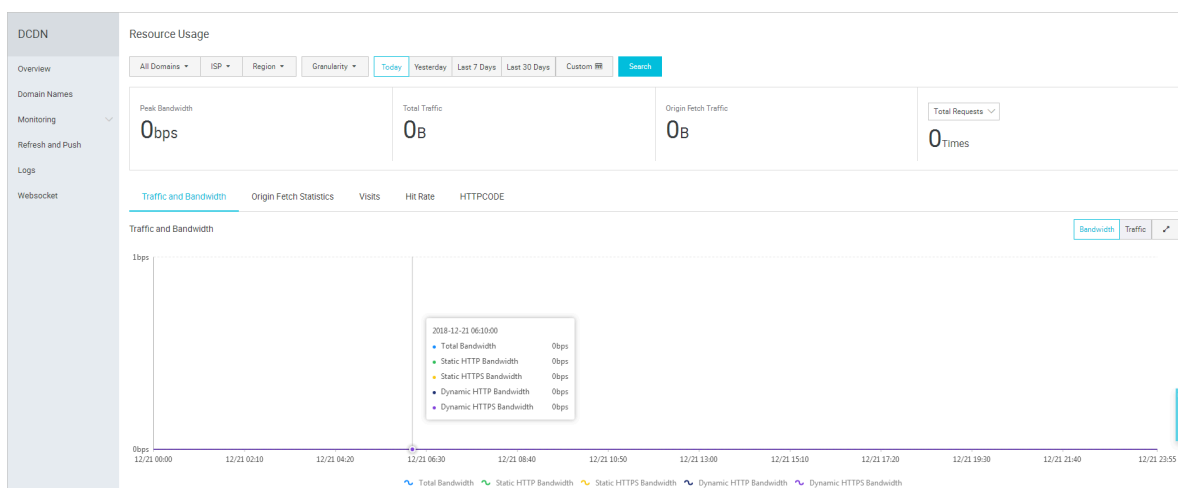 DCDN
Resource Usage
Overview
Domain Names
Monitoring
Refresh and Push
Logs
Websocket
All Domains ISP Region Granularity Today Yesterday Last 7 Days Last 30 Days Custom Search
Peak Bandwidth Total Traffic Origin Fetch Traffic Total Requests
0bps 0B 0B 0Times
Traffic and Bandwidth Origin Fetch Statistics Visits Hit Rate HTTPCODE
Traffic and Bandwidth Bandwidth Traffic
1bps
2018-12-21 06:10:00
Total Bandwidth 0bps
Static HTTP Bandwidth 0bps
Static HTTPS Bandwidth 0bps
Dynamic HTTP Bandwidth 0bps
Dynamic HTTPS Bandwidth 0bps
0bps
12/21 00:00 12/21 02:10 12/21 04:20 12/21 06:30 12/21 08:40 12/21 10:50 12/21 13:00 12/21 15:10 12/21 17:20 12/21 19:30 12/21 21:40 12/21 23:55
Total Bandwidth Static HTTP Bandwidth Static HTTPS Bandwidth Dynamic HTTP Bandwidth Dynamic HTTPS Bandwidth